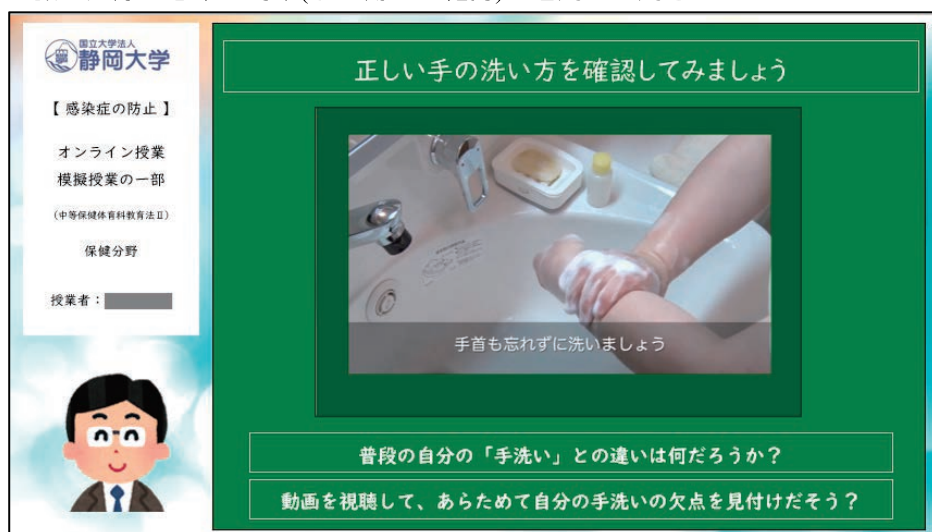 国立大学法人
静岡大学
【 感染症の防止 】
オンライン授業
模擬授業の一部
(中等保健体育科教育法Ⅱ)
保健分野
授業者：
正しい手の洗い方を確認してみましょう
手首も忘れずに洗いましょう
普段の自分の「手洗い」との違いは何だろうか？
動画を視聴して、あらためて自分の手洗いの欠点を見付けだそう？